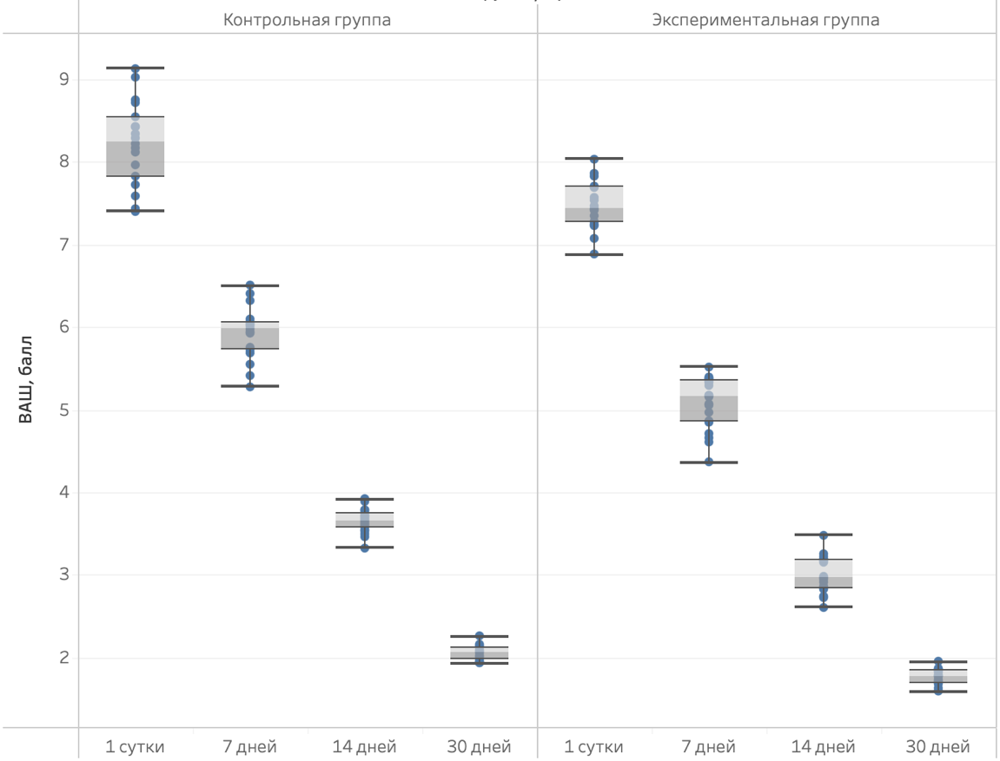 Контрольная группа
Экспериментальная группа
9
8
7
6
5
4
3
2
ВАШ, балл
1 сутки
7 дней
14 дней
30 дней
1 сутки
7 дней
14 дней
30 дней